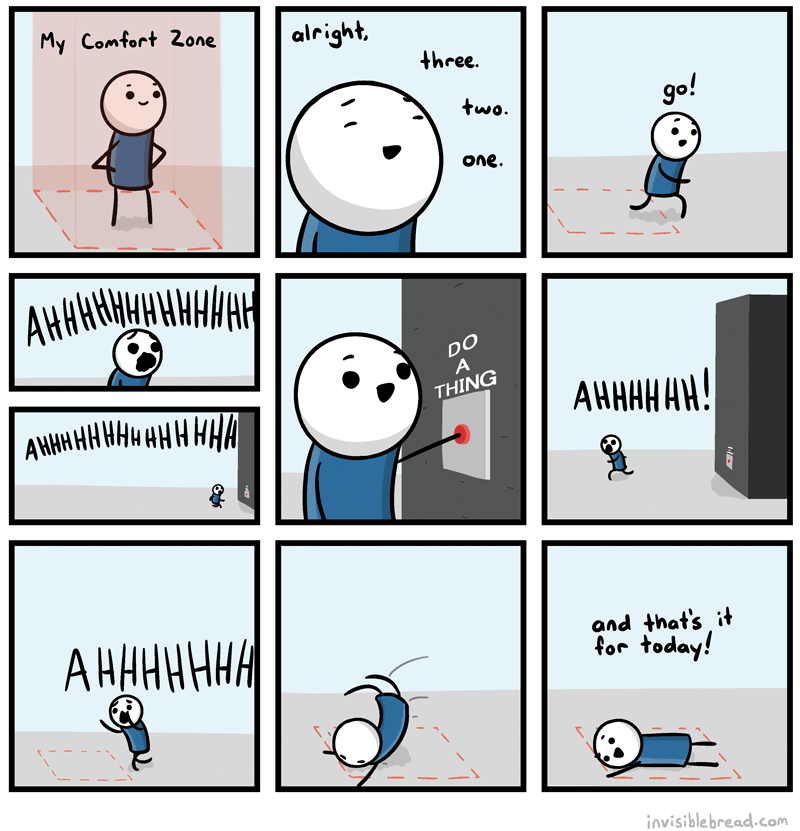 My Comfort Zone
alright,
three.
two.
one.
go!
AHHHHHHHHHHHHHH
AHHHHHHHHHHHHHH
DO
A
THING
AHHHHHH!
AHHHHHHH
and that's it
for today!
invisiblebread.com